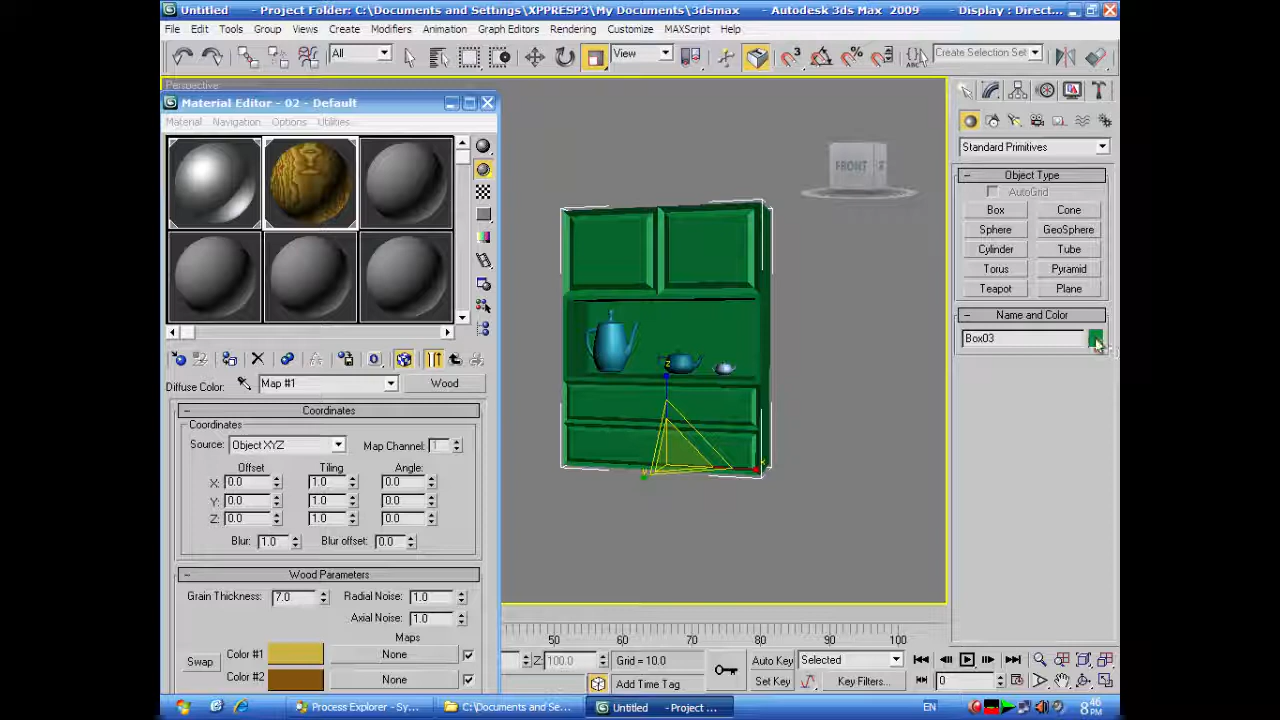 Untitled - Project Folder: C:\Documents and Settings\XPPRESP3\My Documents\3dsmax - Autodesk 3ds Max 2009 - Display : Direct...
File Edit Tools Group Views Create Modifiers Animation Graph Editors Rendering Customize MAXScript Help
All View Create Selection Set
Perspective
Material Editor - 02 - Default
Material Navigation Options Utilities
FRONT
Standard Primitives
Object Type
AutoGrid
Box Cone
Sphere GeoSphere
Cylinder Tube
Torus Pyramid
Teapot Plane
Name and Color
Box03
Diffuse Color: Map #1 Wood
Coordinates
Coordinates
Source: Object XYZ Map Channel: 1
Offset Tiling Angle:
X: 0.0 1.0 0.0
Y: 0.0 1.0 0.0
Z: 0.0 1.0 0.0
Blur: 1.0 Blur offset: 0.0
Wood Parameters
Grain Thickness: 7.0 Radial Noise: 1.0
Axial Noise: 1.0
Maps
Color #1 None
Swap
Color #2 None
50 60 70 80 90 100
Z: 100.0 Grid = 10.0 Auto Key Selected
Add Time Tag Set Key Key Filters... 0
Process Explorer - Sy... C:\Documents and Se... Untitled - Project ... EN 8:46 PM